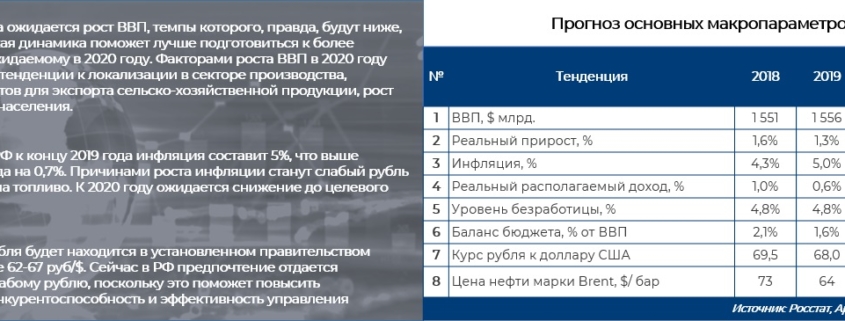 а ожидается рост ВВП, темпы которого, правда, будут ниже,
кая динамика поможет лучше подготовиться к более
кидаемому в 2020 году. Факторами роста ВВП в 2020 году
тенденции к локализации в секторе производства,
тов для экспорта сельско-хозяйственной продукции, рост
населения.
РФ к концу 2019 года инфляция составит 5%, что выше
да на 0,7%. Причинами роста инфляции станут слабый рубль
на топливо. К 2020 году ожидается снижение до целевого
бля будет находится в установленном правительством
е 62-67 руб/$. Сейчас в РФ предпочтение отдается
лабому рублю, поскольку это поможет повысить
нкурентоспособность и эффективность управления
Прогноз основных макропараметро
№ Тенденция 2018 2019
1 ВВП, $ млрд. 1 551 1 556
2 Реальный прирост, % 1,6% 1,3%
3 Инфляция, % 4,3% 5,0%
4 Реальный располагаемый доход, % 1,0% 0,6%
5 Уровень безработицы, % 4,8% 4,8%
6 Баланс бюджета, % от ВВП 2,1% 1,6%
7 Курс рубля к доллару США 69,5 68,0
8 Цена нефти марки Brent, $/ бар 73 64
Источник: Росстат, Ар